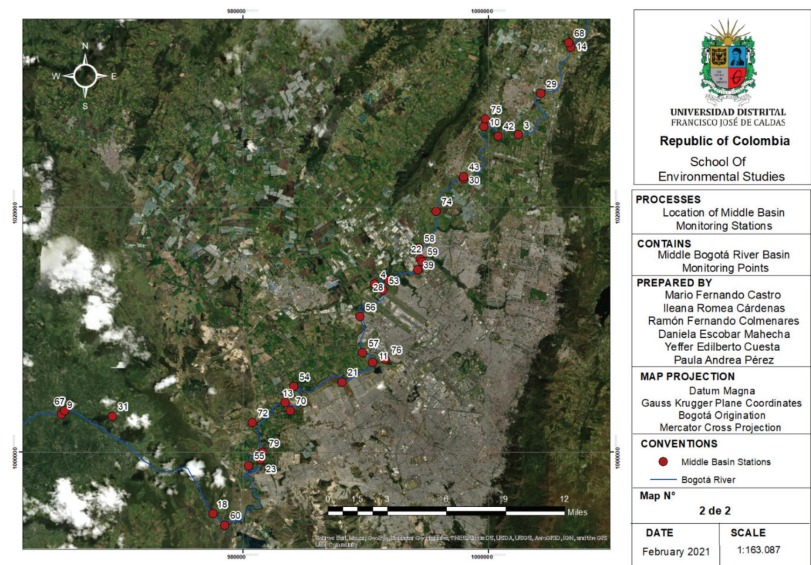 980000
1000000
N
W E
S
68
14
29
75
10
42
3
43
30
1020000
1020000
74
58
22
59
39
4
53
28
56
57
11
76
54
21
13
70
67
9
31
72
79
55
23
1000000
1000000
18
60
0 1,5 3 6 9 12
Miles
980000
1000000
UNIVERSIDAD DISTRITAL
FRANCISCO JOSÉ DE CALDAS
Republic of Colombia
School Of
Environmental Studies
PROCESSES
Location of Middle Basin
Monitoring Stations
CONTAINS
Middle Bogotá River Basin
Monitoring Points
PREPARED BY
Mario Fernando Castro
Ileana Romea Cárdenas
Ramón Fernando Colmenares
Daniela Escobar Mahecha
Yeffer Edilberto Cuesta
Paula Andrea Pérez
MAP PROJECTION
Datum Magna
Gauss Krugger Plane Coordinates
Bogotá Origination
Mercator Cross Projection
CONVENTIONS
Middle Basin Stations
Bogotá River
Map N°
2 de 2
DATE
February 2021
SCALE
1:163.087